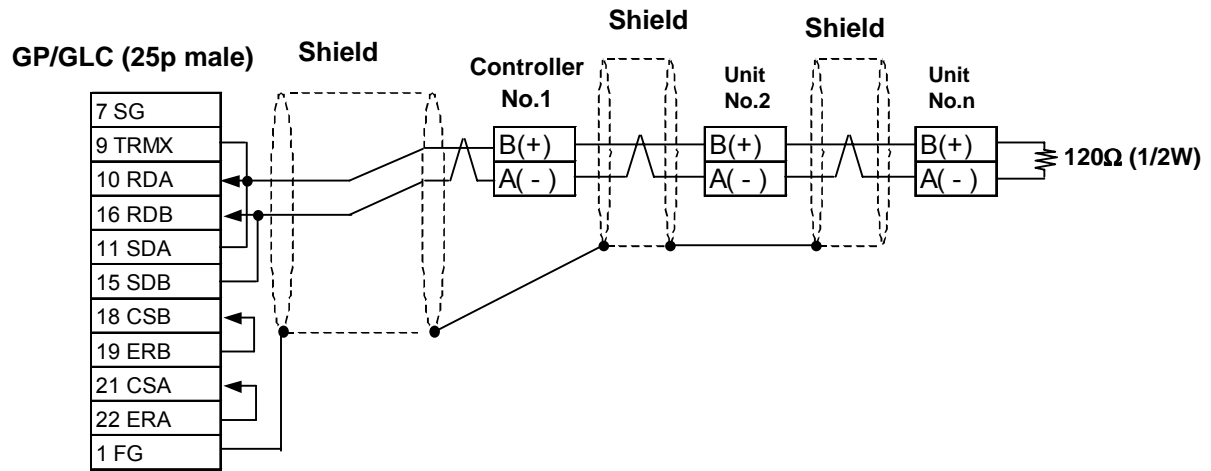 GP/GLC (25p male)
7 SG
9 TRMX
10 RDA
16 RDB
11 SDA
15 SDB
18 CSB
19 ERB
21 CSA
22 ERA
1 FG
Shield
Controller
No.1
B(+)
A( - )
Shield
Unit
No.2
B(+)
A( - )
Shield
Unit
No.n
B(+)
A( - )
120Ω (1/2W)